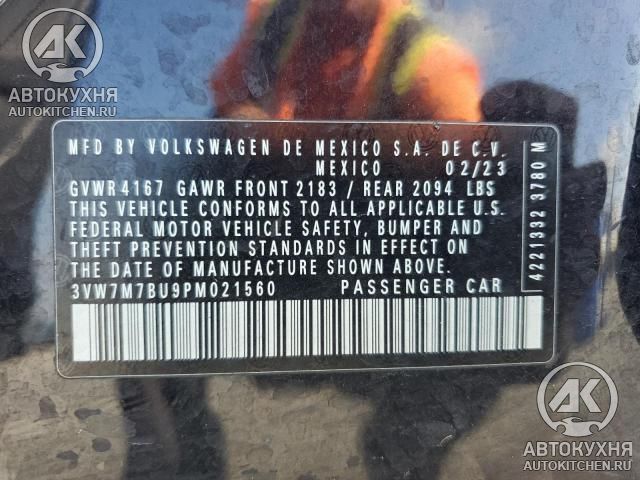 АВТОКУХНЯ
AUTOKITCHEN.RU
MFD BY VOLKSWAGEN DE MEXICO S.A. DE C.V.
MEXICO 02/23
GVWR 4167 GAWR FRONT 2183 / REAR 2094 LBS
THIS VEHICLE CONFORMS TO ALL APPLICABLE U.S.
FEDERAL MOTOR VEHICLE SAFETY, BUMPER AND
THEFT PREVENTION STANDARDS IN EFFECT ON
THE DATE OF MANUFACTURE SHOWN ABOVE.
3VW7M7BU9PM021560 PASSENGER CAR
4221332 3780 M
АК
АВТОКУХНЯ
AUTOKITCHEN.RU